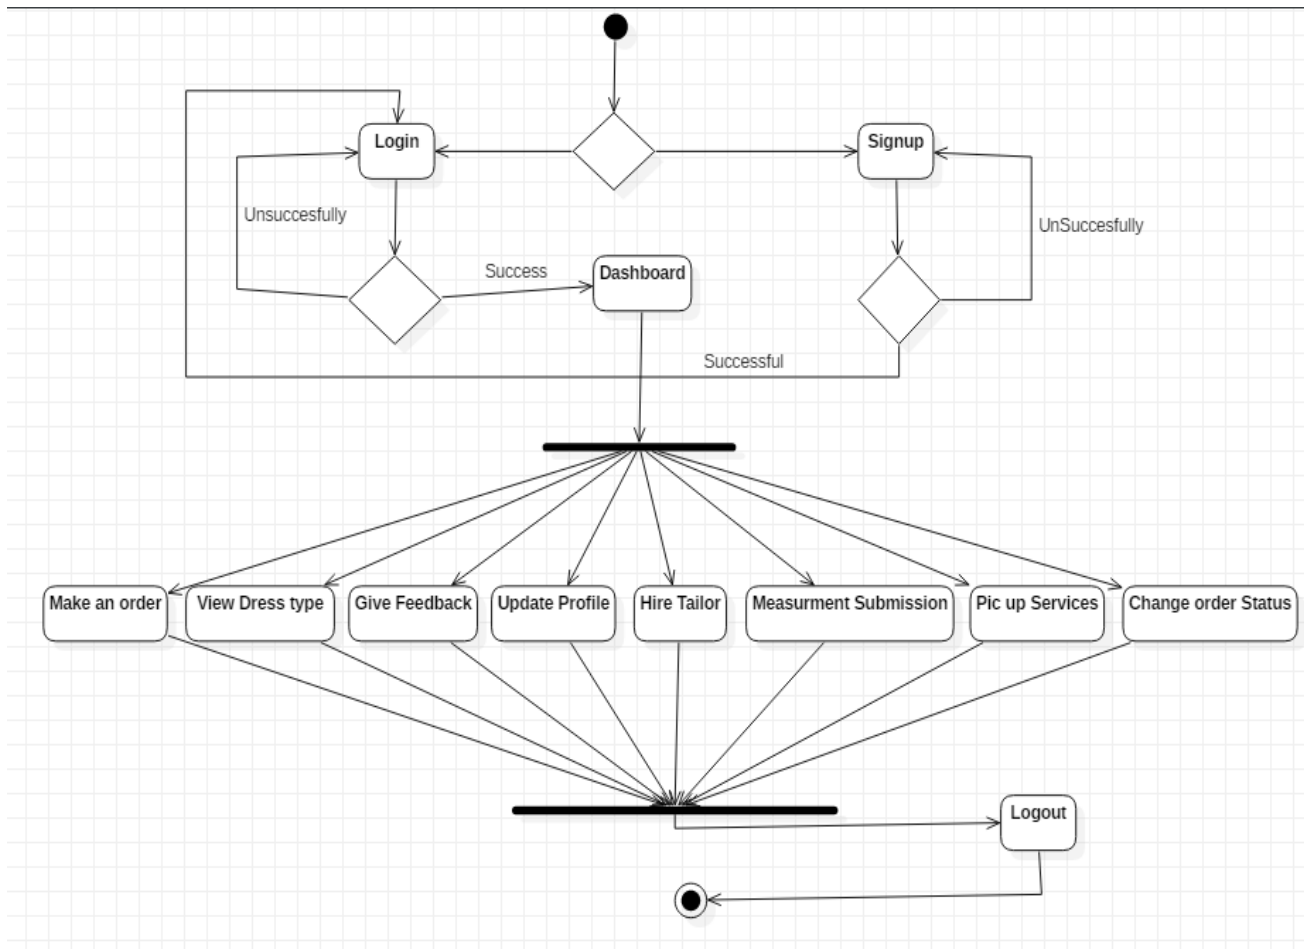 Login
Signup
Unsuccesfully
UnSuccesfully
Success
Dashboard
Successful
Make an order
View Dress type
Give Feedback
Update Profile
Hire Tailor
Measurment Submission
Pic up Services
Change order Status
Logout